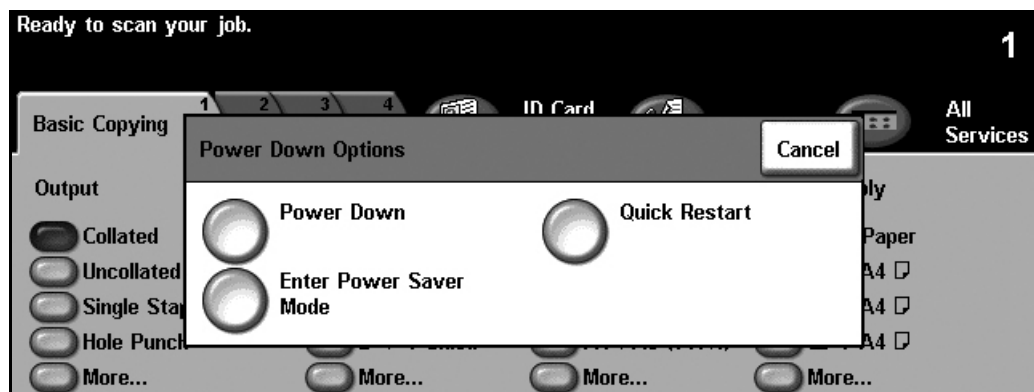 Ready to scan your job.
1
1 2 3 4
ID Card
All
Services
Basic Copying
Power Down Options
Cancel
Output
Power Down
Quick Restart
Collated
Paper
Uncollated
Enter Power Saver
Mode
A4
Single
A4
Hole Punch
A4
More...
More...
More...
More...